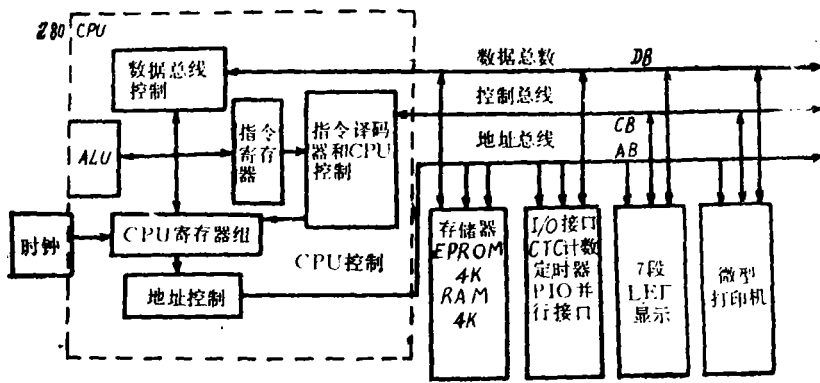 280 CPU
数据总线
控制
ALU
指令
寄存
器
指令译码
器和CPU
控制
时钟
CPU寄存器组
CPU控制
地址控制
数据总数 DB
控制总线
CB
地址总线 AB
存储器
EPROM
4K
RAM
4K
I/O接口
CTC计数
定时器
PIO并
行接口
7段
显示
微型
打印机